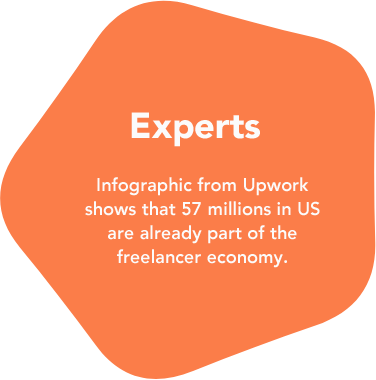 Experts
Infographic from Upwork
shows that 57 millions in US
are already part of the
freelancer economy.